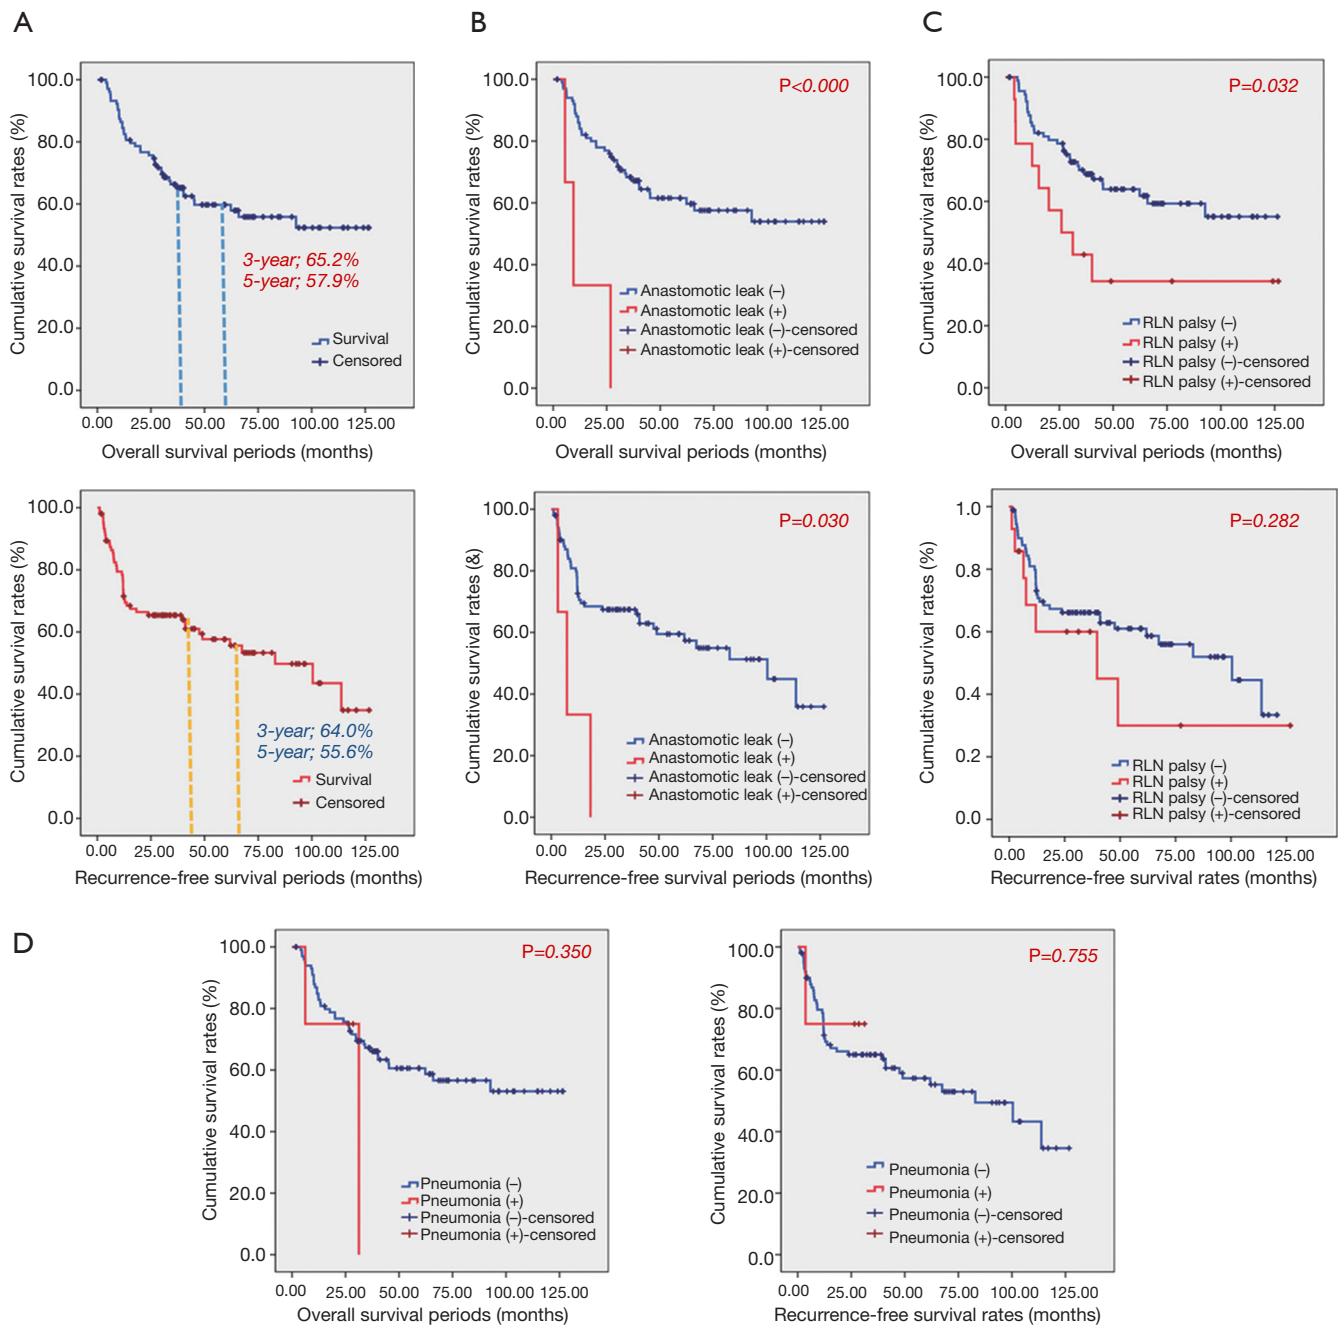 A
B
C
100.0
80.0
60.0
40.0
20.0
0.0
Cumulative survival rates (%)
3-year; 65.2%
5-year; 57.9%
Survival
Censored
0.00 25.00 50.00 75.00 100.00 125.00
Overall survival periods (months)
100.0
80.0
60.0
40.0
20.0
0.0
Cumulative survival rates (%)
P<0.000
Anastomotic leak (–)
Anastomotic leak (+)
Anastomotic leak (–)-censored
Anastomotic leak (+)-censored
0.00 25.00 50.00 75.00 100.00 125.00
Overall survival periods (months)
100.0
80.0
60.0
40.0
20.0
0.0
Cumulative survival rates (%)
P=0.032
RLN palsy (–)
RLN palsy (+)
RLN palsy (–)-censored
RLN palsy (+)-censored
0.00 25.00 50.00 75.00 100.00 125.00
Overall survival periods (months)
100.0
80.0
60.0
40.0
20.0
0.0
Cumulative survival rates (%)
3-year; 64.0%
5-year; 55.6%
Survival
Censored
0.00 25.00 50.00 75.00 100.00 125.00
Recurrence-free survival periods (months)
100.0
80.0
60.0
40.0
20.0
0.0
Cumulative survival rates (&)
P=0.030
Anastomotic leak (–)
Anastomotic leak (+)
Anastomotic leak (–)-censored
Anastomotic leak (+)-censored
0.00 25.00 50.00 75.00 100.00 125.00
Recurrence-free survival periods (months)
1.0
0.8
0.6
0.4
0.2
0.0
Cumulative survival rates (%)
P=0.282
RLN palsy (–)
RLN palsy (+)
RLN palsy (–)-censored
RLN palsy (+)-censored
0.00 25.00 50.00 75.00 100.00 125.00
Recurrence-free survival rates (months)
D
100.0
80.0
60.0
40.0
20.0
0.0
Cumulative survival rates (%)
P=0.350
Pneumonia (–)
Pneumonia (+)
Pneumonia (–)-censored
Pneumonia (+)-censored
0.00 25.00 50.00 75.00 100.00 125.00
Overall survival periods (months)
100.0
80.0
60.0
40.0
20.0
0.0
Cumulative survival rates (%)
P=0.755
Pneumonia (–)
Pneumonia (+)
Pneumonia (–)-censored
Pneumonia (+)-censored
0.00 25.00 50.00 75.00 100.00 125.00
Recurrence-free survival rates (months)